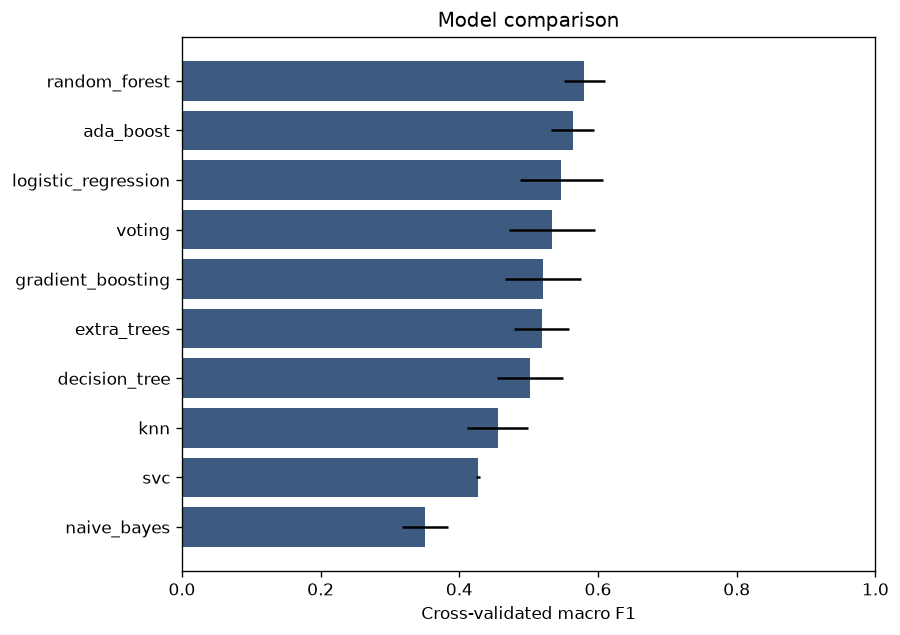 Model comparison
random_forest
ada_boost
logistic_regression
voting
gradient_boosting
extra_trees
decision_tree
knn
svc
naive_bayes
0.0 0.2 0.4 0.6 0.8 1.0
Cross-validated macro F1